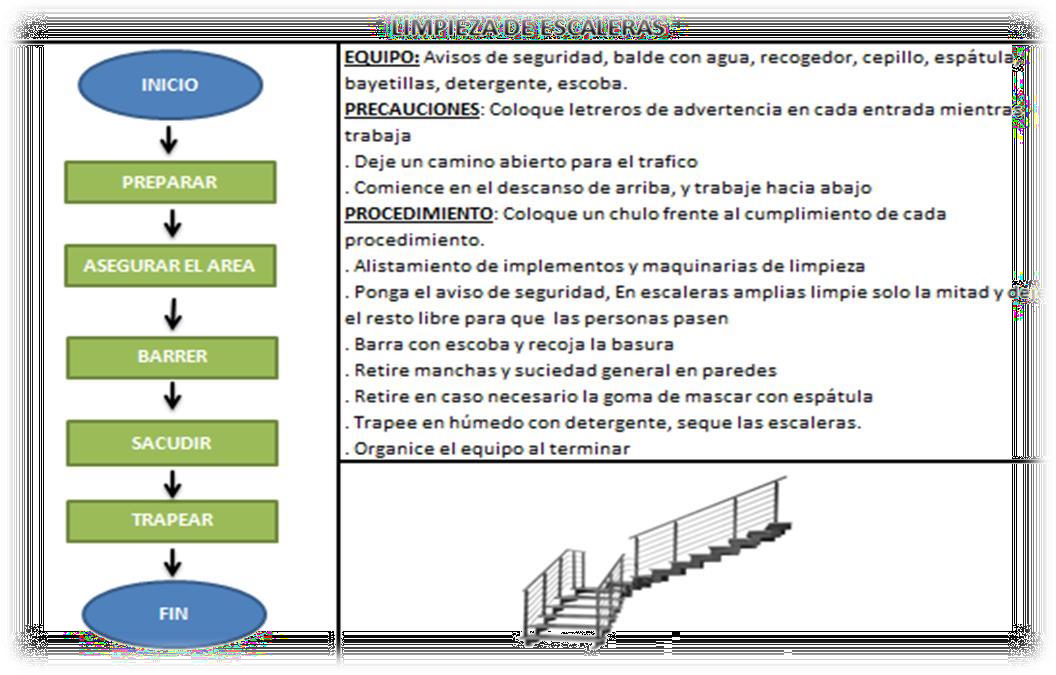 LIMPIEZA DE ESCALERAS
INICIO
PREPARAR
ASEGURAR EL AREA
BARRER
SACUDIR
TRAPEAR
FIN
EQUIPO: Avisos de seguridad, balde con agua, recogedor, cepillo, espátula,
bayetillas, detergente, escoba.
PRECAUCIONES: Coloque letreros de advertencia en cada entrada mientras
trabaja
. Deje un camino abierto para el trafico
. Comience en el descanso de arriba, y trabaje hacia abajo
PROCEDIMIENTO: Coloque un chulo frente al cumplimiento de cada
procedimiento.
. Alistamiento de implementos y maquinarias de limpieza
. Ponga el aviso de seguridad, En escaleras amplias limpie solo la mitad y
el resto libre para que las personas pasen
. Barra con escoba y recoja la basura
. Retire manchas y suciedad general en paredes
. Retire en caso necesario la goma de mascar con espátula
. Trapee en húmedo con detergente, seque las escaleras.
. Organice el equipo al terminar